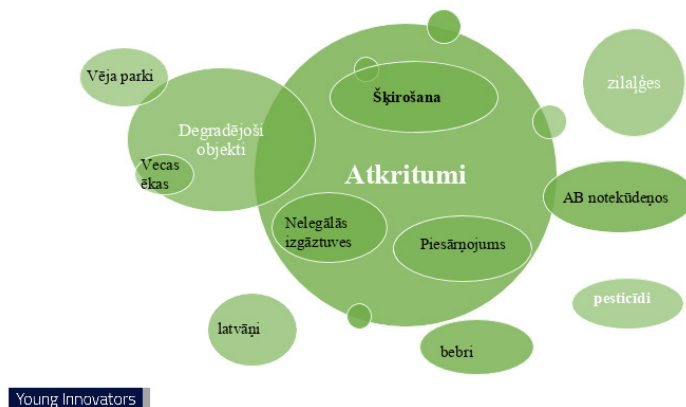 Vēja parki
zilaļģes
Šķirošana
Degradējoši
objekti
Vecas
ēkas
Atkritumi
AB notekūdeņos
Nelegālās
izgāztuves
Piesārņojums
pesticīdi
latvāņi
bebri
Young Innovators